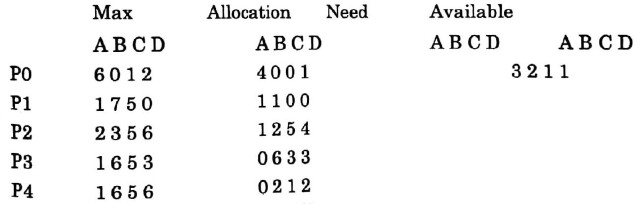 Max Allocation Need Available
A B C D A B C D A B C D A B C D
P0 6 0 1 2 4 0 0 1 3 2 1 1
P1 1 7 5 0 1 1 0 0
P2 2 3 5 6 1 2 5 4
P3 1 6 5 3 0 6 3 3
P4 1 6 5 6 0 2 1 2